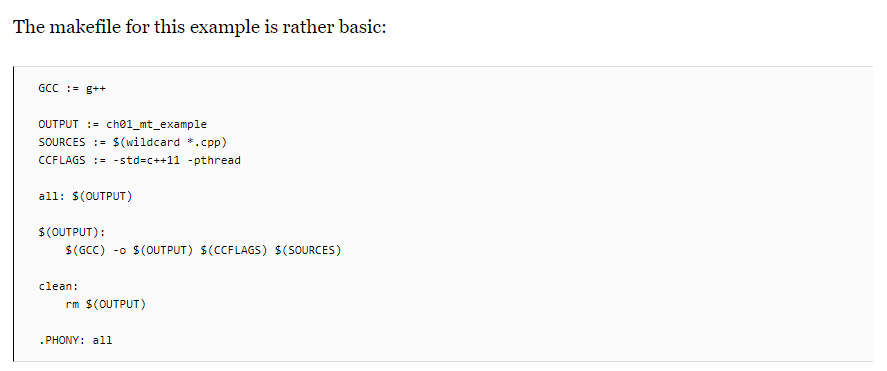 The makefile for this example is rather basic:
GCC := g++
OUTPUT := ch01_mt_example
SOURCES := $(wildcard *.cpp)
CCFLAGS := -std=c++11 -pthread
all: $(OUTPUT)
$(OUTPUT):
$(GCC) -o $(OUTPUT) $(CCFLAGS) $(SOURCES)
clean:
rm $(OUTPUT)
.PHONY: all